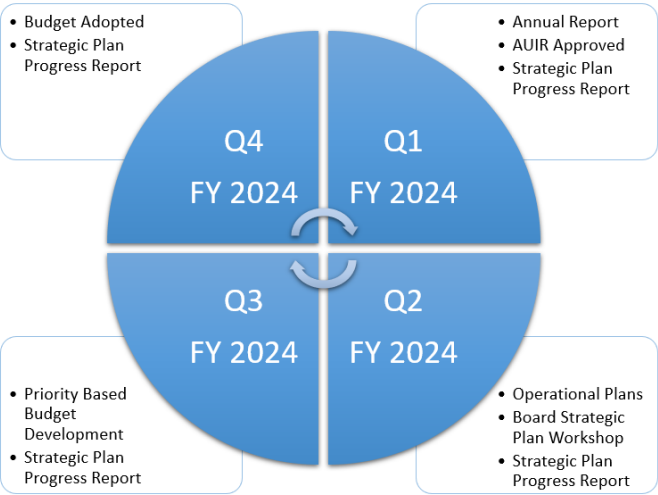 • Budget Adopted
• Strategic Plan
Progress Report
• Annual Report
• AUIR Approved
• Strategic Plan
Progress Report
Q4
FY 2024
Q1
FY 2024
Q3
FY 2024
Q2
FY 2024
• Priority Based
Budget
Development
• Strategic Plan
Progress Report
• Operational Plans
• Board Strategic
Plan Workshop
• Strategic Plan
Progress Report